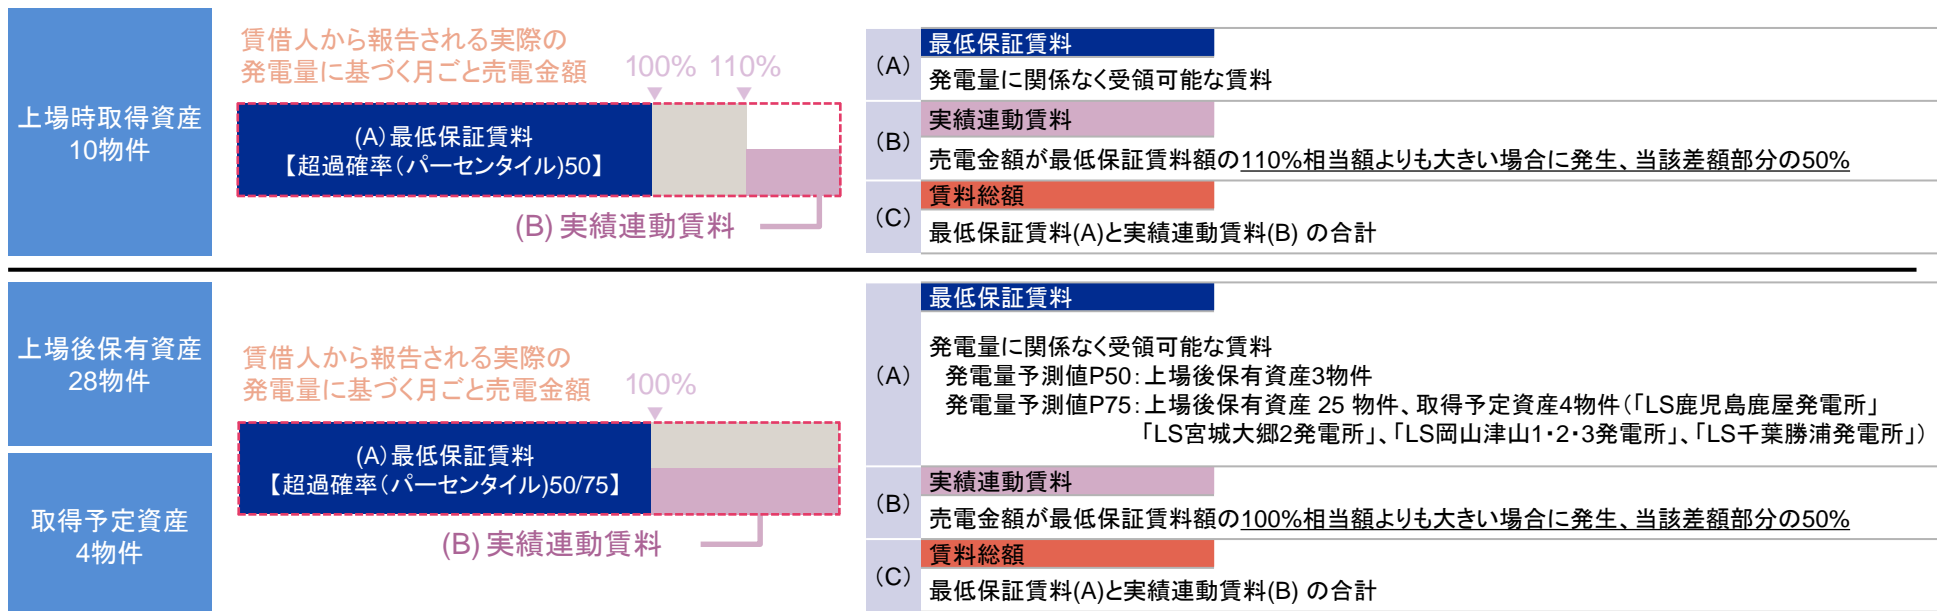 上場時取得資産
10物件
賃借人から報告される実際の
発電量に基づく月ごと売電金額
100%
110%
(A)最低保証賃料
【超過確率(パーセンタイル)50】
(B) 実績連動賃料
(A)
最低保証賃料
発電量に関係なく受領可能な賃料
(B)
実績連動賃料
売電金額が最低保証賃料額の110%相当額よりも大きい場合に発生、当該差額部分の50%
(C)
賃料総額
最低保証賃料(A)と実績連動賃料(B) の合計
上場後保有資産
28物件
取得予定資産
4物件
賃借人から報告される実際の
発電量に基づく月ごと売電金額
100%
(A)最低保証賃料
【超過確率(パーセンタイル)50/75】
(B) 実績連動賃料
(A)
最低保証賃料
発電量に関係なく受領可能な賃料
発電量予測値P50:上場後保有資産3物件
発電量予測値P75:上場後保有資産 25 物件、取得予定資産4物件(「LS鹿児島鹿屋発電所」
「LS宮城大郷2発電所」、「LS岡山津山1・2・3発電所」、「LS千葉勝浦発電所」)
(B)
実績連動賃料
売電金額が最低保証賃料額の100%相当額よりも大きい場合に発生、当該差額部分の50%
(C)
賃料総額
最低保証賃料(A)と実績連動賃料(B) の合計